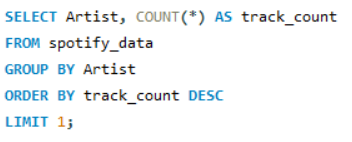 SELECT Artist, COUNT(*) AS track_count
FROM spotify_data
GROUP BY Artist
ORDER BY track_count DESC
LIMIT 1;